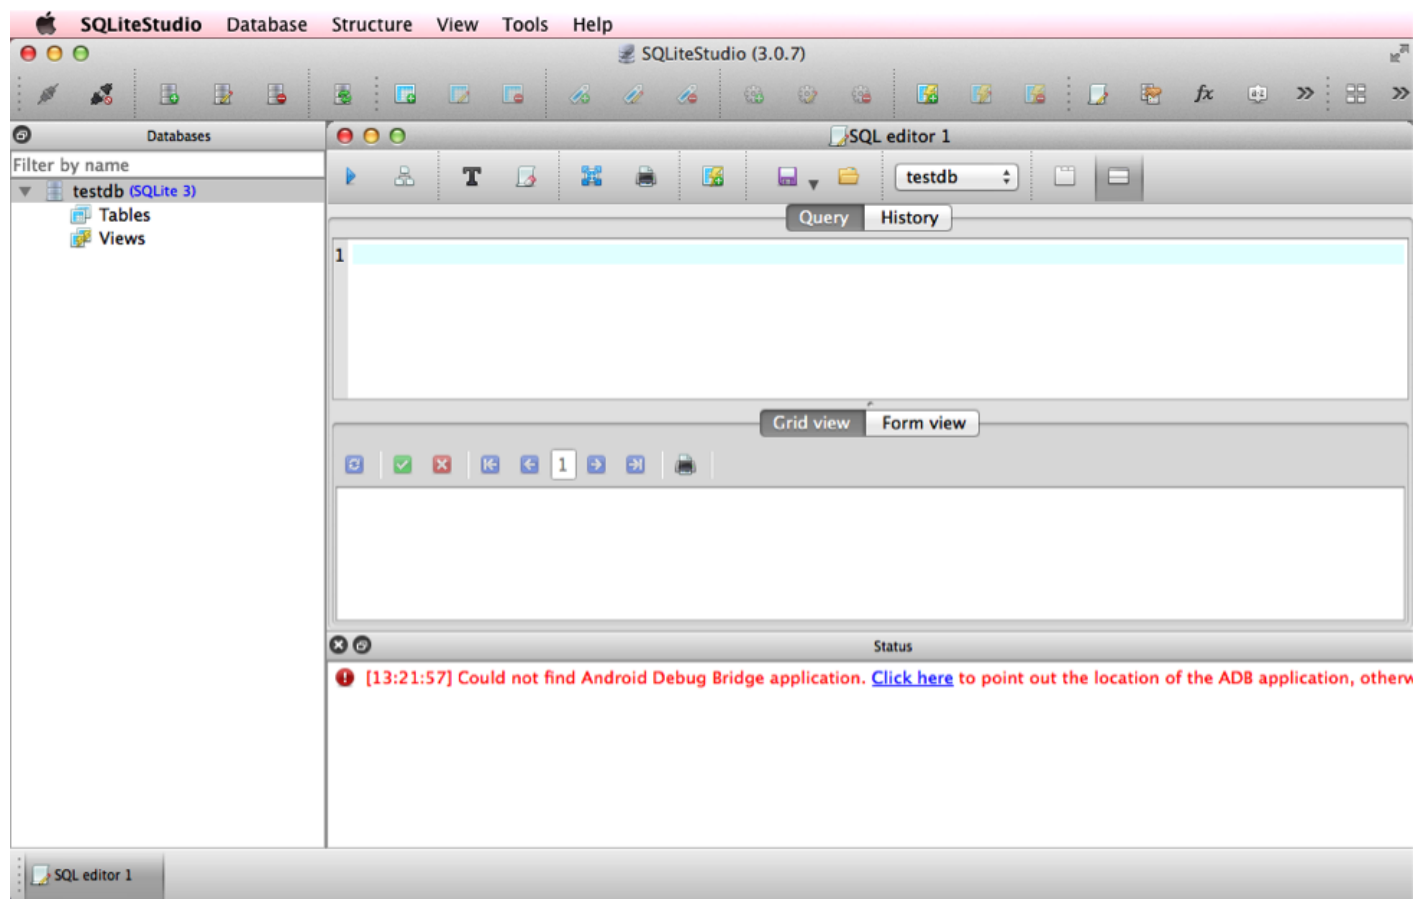 SQLiteStudio Database Structure View Tools Help
SQLiteStudio (3.0.7)
fx
Databases
SQL editor 1
Filter by name
T
testdb
testdb (SQLite 3)
Tables
Views
Query History
1
Grid view Form view
1
Status
[13:21:57] Could not find Android Debug Bridge application. Click here to point out the location of the ADB application, otherw
SQL editor 1